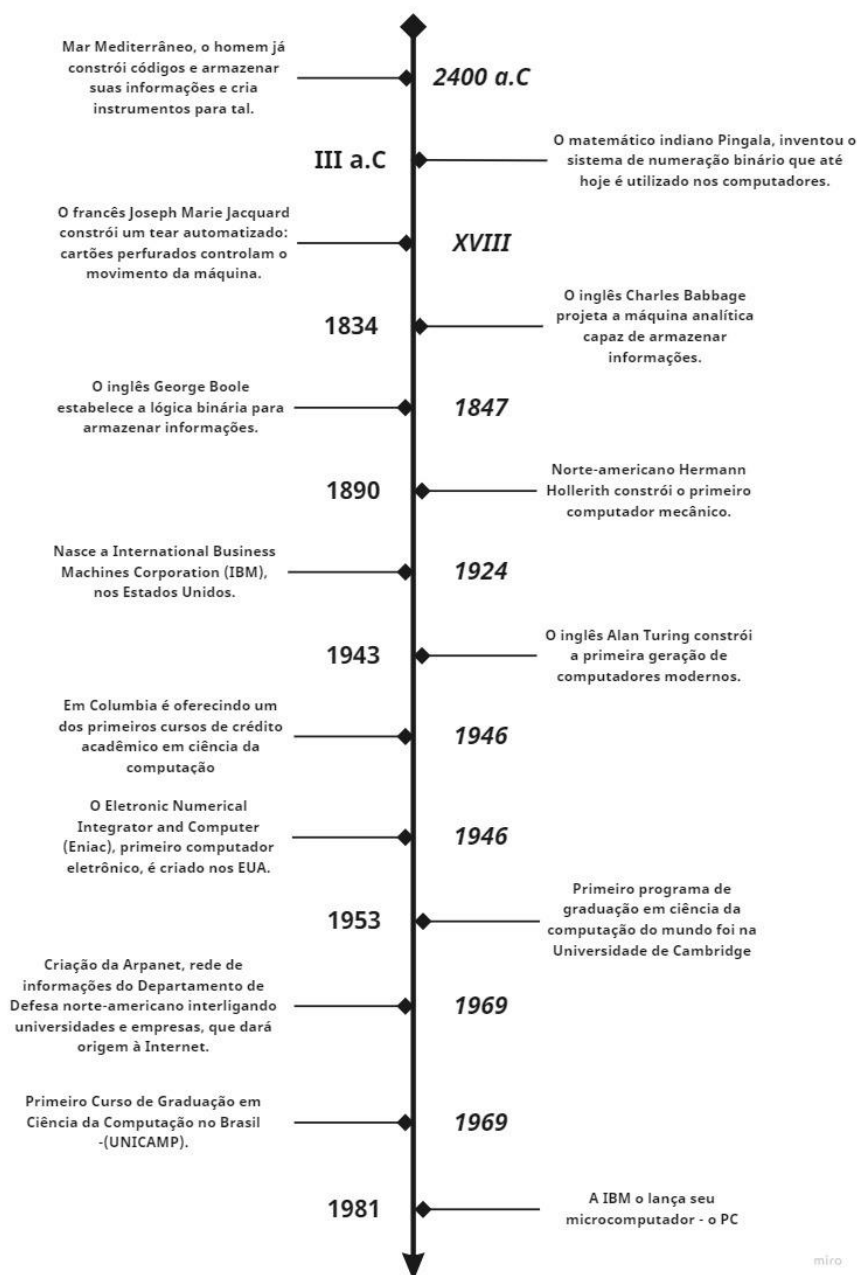 Mar Mediterrâneo, o homem já
constrói códigos e armazenar
suas informações e cria
instrumentos para tal.
2400 a.C
III a.C
O matemático indiano Pingala, inventou o
sistema de numeração binário que até
hoje é utilizado nos computadores.
O francês Joseph Marie Jacquard
constrói um tear automatizado:
cartões perfurados controlam o
movimento da máquina.
XVIII
1834
O inglês Charles Babbage
projeta a máquina analítica
capaz de armazenar
informações.
O inglês George Boole
estabelece a lógica binária para
armazenar informações.
1847
1890
Norte-americano Hermann
Hollerith constrói o primeiro
computador mecânico.
Nasce a International Business
Machines Corporation (IBM),
nos Estados Unidos.
1924
1943
O inglês Alan Turing constrói
a primeira geração de
computadores modernos.
Em Columbia é oferecindo um
dos primeiros cursos de crédito
acadêmico em ciência da
computação
1946
O Eletronic Numerical
Integrator and Computer
(Eniac), primeiro computador
eletrônico, é criado nos EUA.
1946
1953
Primeiro programa de
graduação em ciência da
computação do mundo foi na
Universidade de Cambridge
Criação da Arpanet, rede de
informações do Departamento de
Defesa norte-americano interligando
universidades e empresas, que dará
origem à Internet.
1969
Primeiro Curso de Graduação em
Ciência da Computação no Brasil
-(UNICAMP).
1969
1981
A IBM o lança seu
microcomputador - o PC
miro